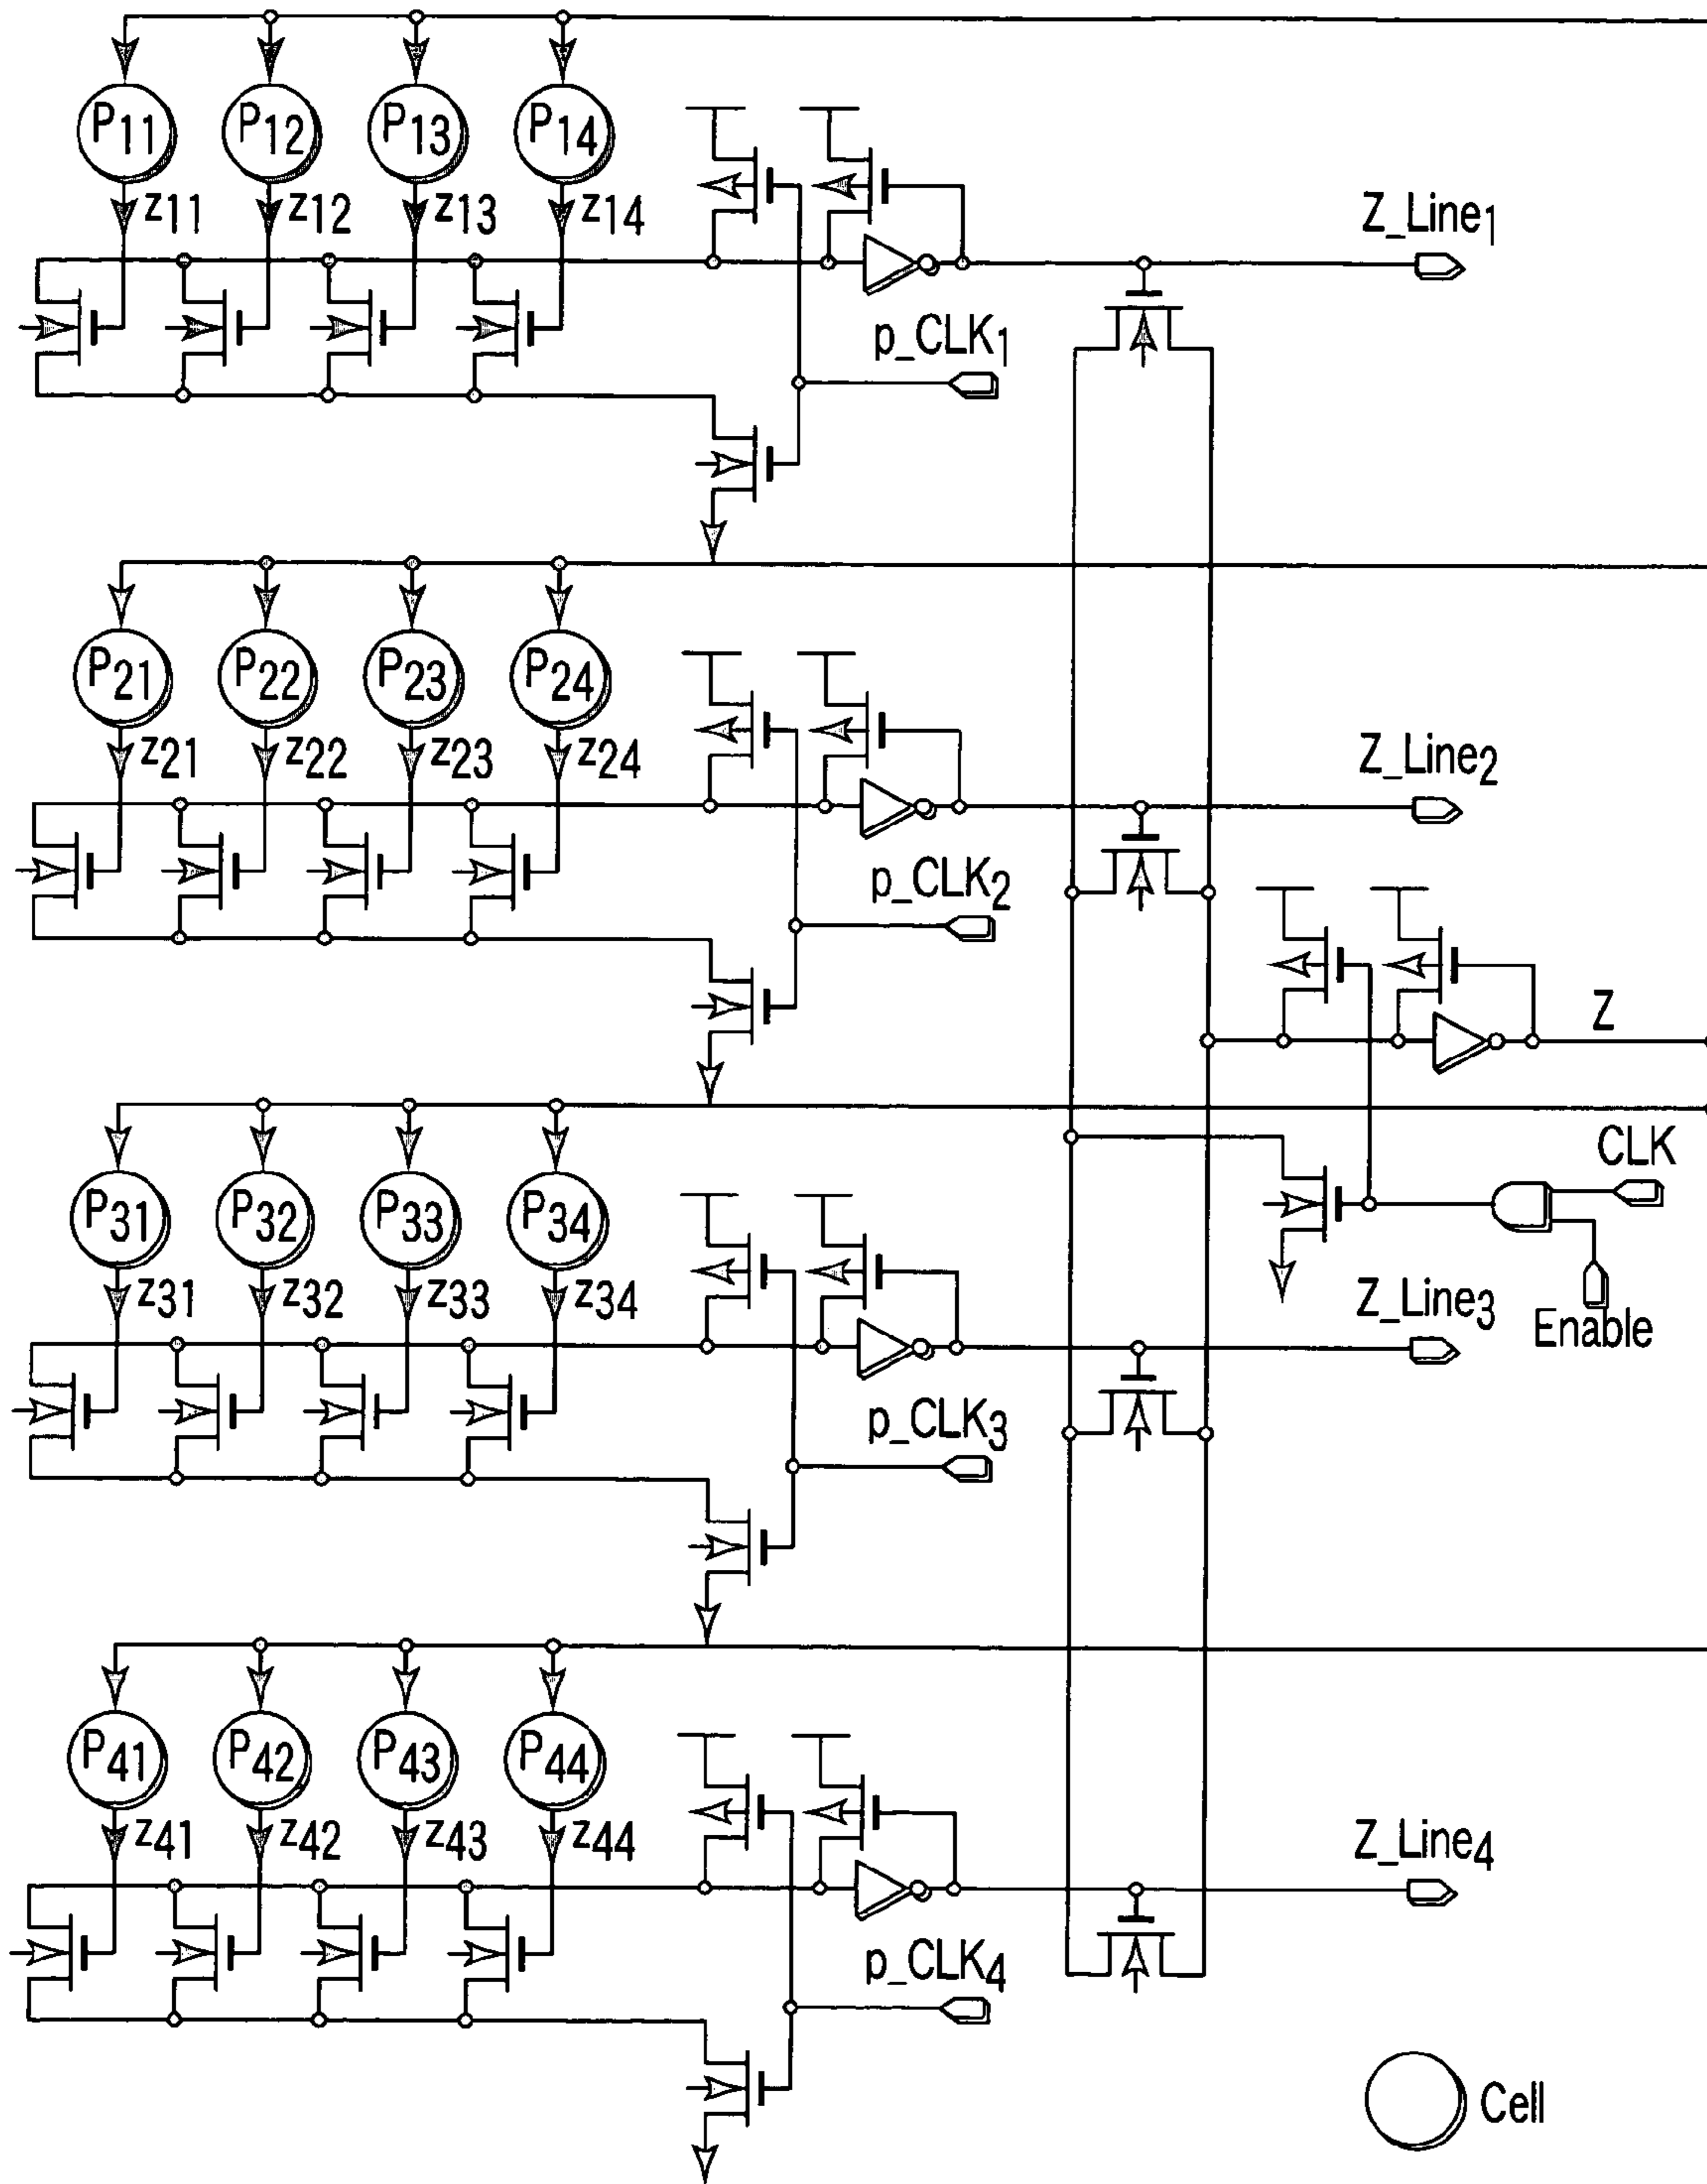 P11 P12 P13 P14
z11 z12 z13 z14
Z_Line1
p_CLK1
P21 P22 P23 P24
z21 z22 z23 z24
Z_Line2
p_CLK2
Z
P31 P32 P33 P34
CLK
z31 z32 z33 z34
Z_Line3
Enable
p_CLK3
P41 P42 P43 P44
z41 z42 z43 z44
Z_Line4
p_CLK4
Cell